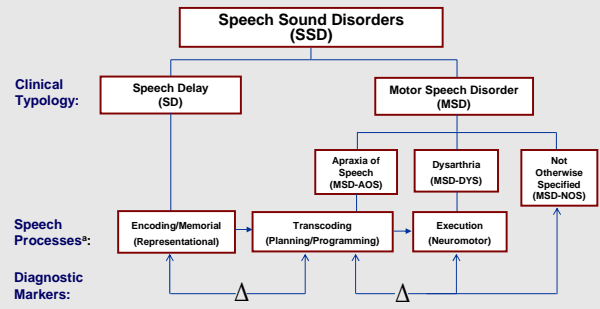 Speech Sound Disorders
(SSD)
Clinical
Typology:
Speech Delay
(SD)
Motor Speech Disorder
(MSD)
Apraxia of
Speech
(MSD-AOS)
Dysarthria
(MSD-DYS)
Not
Otherwise
Specified
(MSD-NOS)
Speech
Processesᵃ:
Encoding/Memorial
(Representational)
Transcoding
(Planning/Programming)
Execution
(Neuromotor)
Diagnostic
Markers:
Δ
Δ